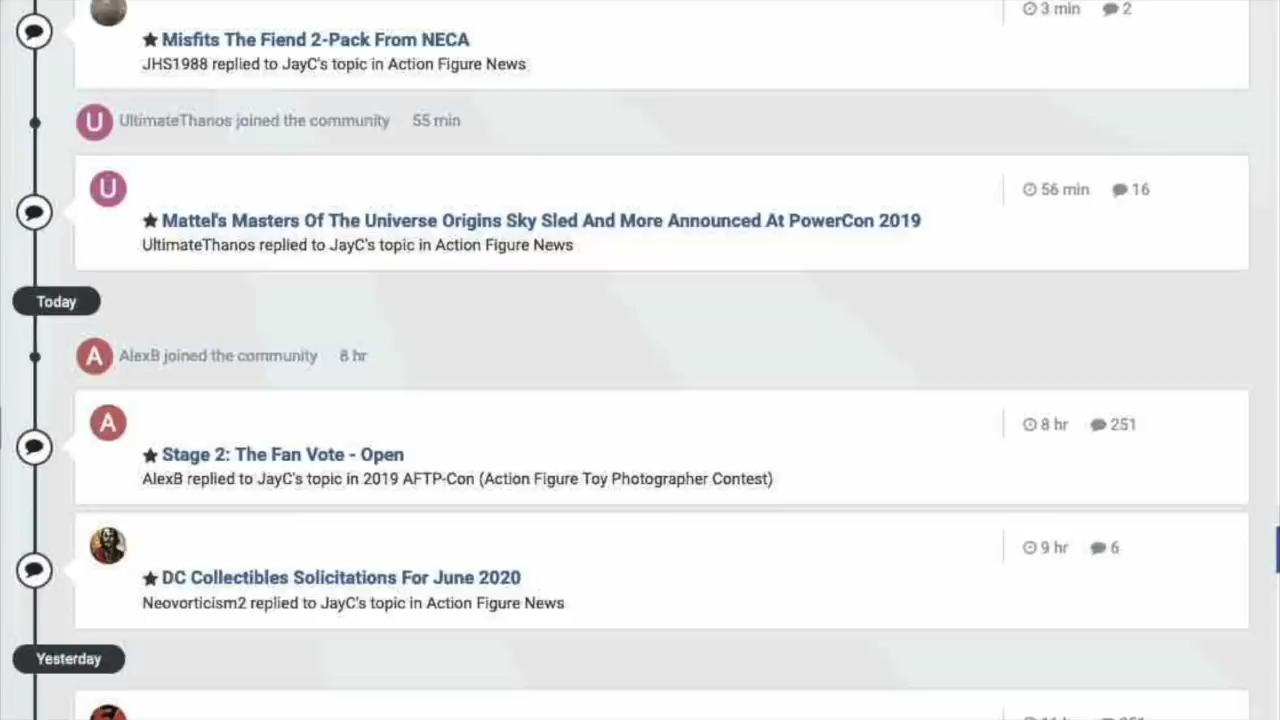 3 min 2
Misfits The Fiend 2-Pack From NECA
JHS1988 replied to JayC's topic in Action Figure News
U UltimateThanos joined the community 55 min
U
56 min 16
Mattel's Masters Of The Universe Origins Sky Sled And More Announced At PowerCon 2019
UltimateThanos replied to JayC's topic in Action Figure News
Today
A AlexB joined the community 8 hr
A
8 hr 251
Stage 2: The Fan Vote - Open
AlexB replied to JayC's topic in 2019 AFTP-Con (Action Figure Toy Photographer Contest)
9 hr 6
DC Collectibles Solicitations For June 2020
Neovorticism2 replied to JayC's topic in Action Figure News
Yesterday